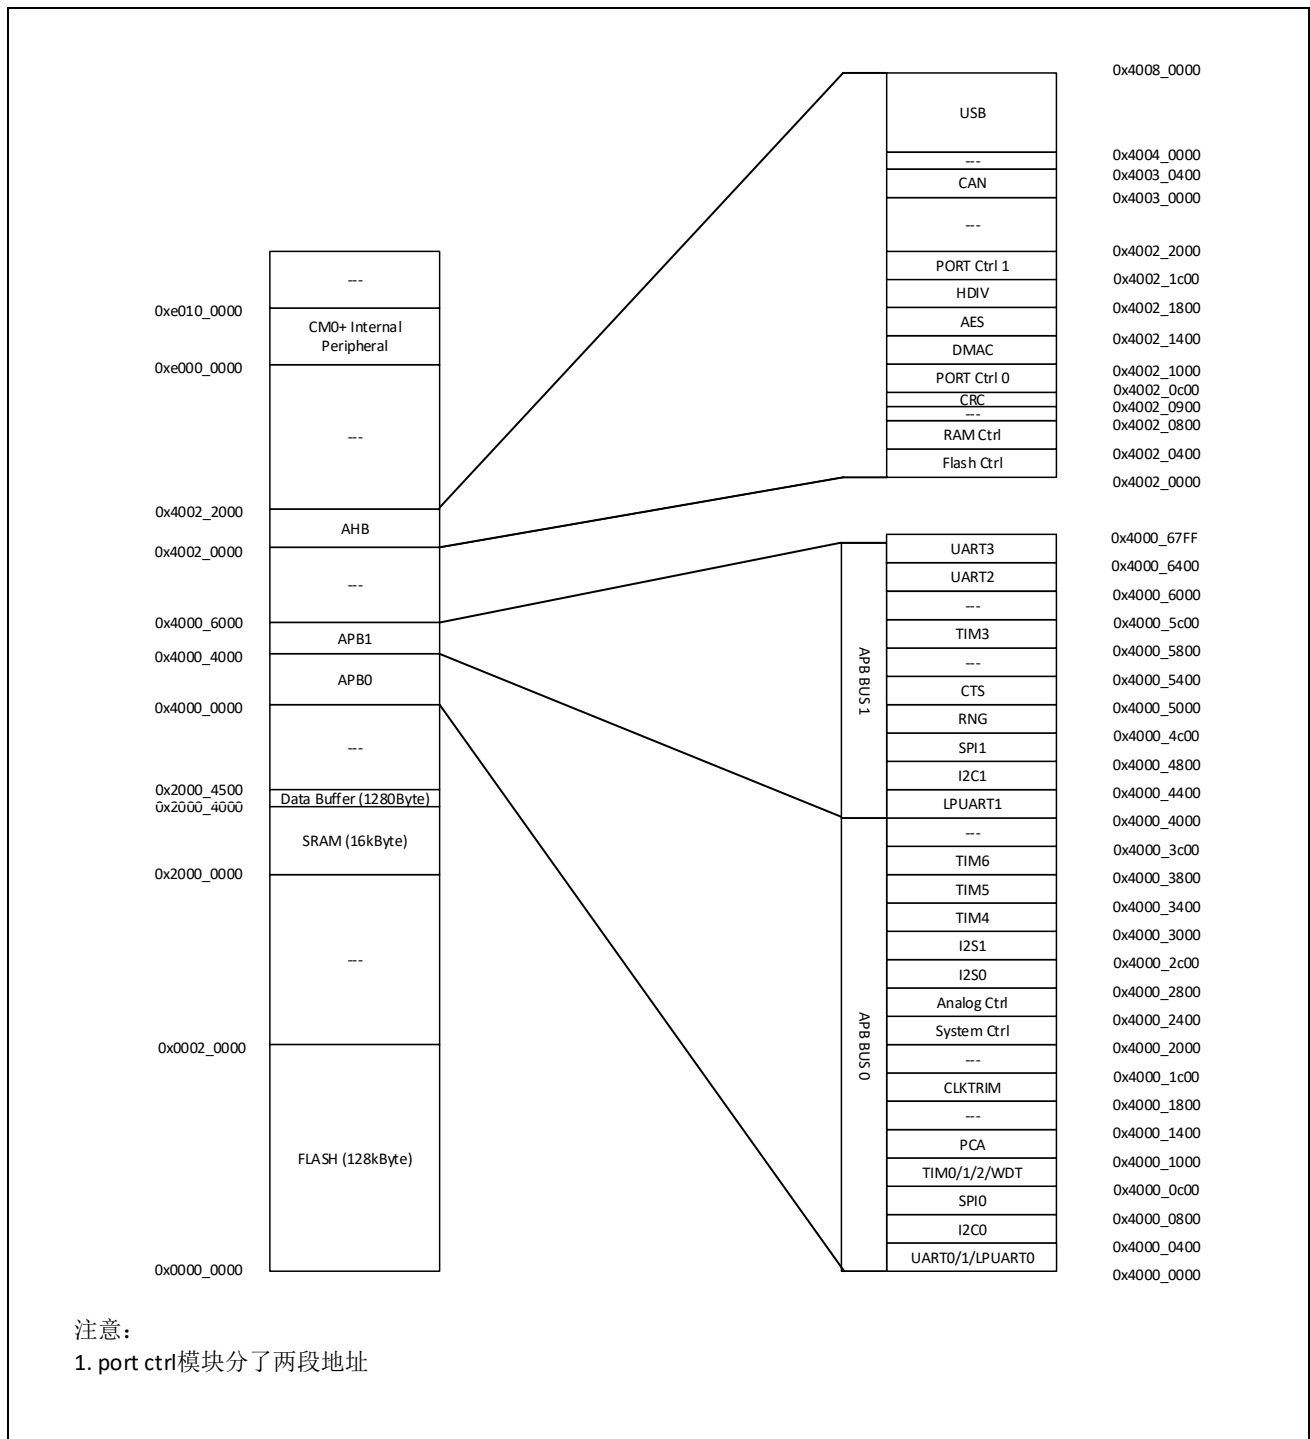 ---
0xe010_0000
CM0+ Internal
Peripheral
0xe000_0000
---
0x4002_2000
AHB
0x4002_0000
---
0x4000_6000
APB1
0x4000_4000
APB0
0x4000_0000
---
0x2000_4500
Data Buffer (1280Byte)
0x2000_4000
SRAM (16kByte)
0x2000_0000
---
0x0002_0000
FLASH (128kByte)
0x0000_0000
0x4008_0000
USB
0x4004_0000
---
0x4003_0400
CAN
0x4003_0000
---
0x4002_2000
PORT Ctrl 1
0x4002_1c00
HDIV
0x4002_1800
AES
0x4002_1400
DMAC
0x4002_1000
PORT Ctrl 0
0x4002_0c00
CRC
0x4002_0900
---
0x4002_0800
RAM Ctrl
0x4002_0400
Flash Ctrl
0x4002_0000
APB BUS 1
0x4000_67FF
UART3
0x4000_6400
UART2
0x4000_6000
---
0x4000_5c00
TIM3
0x4000_5800
---
0x4000_5400
CTS
0x4000_5000
RNG
0x4000_4c00
SPI1
0x4000_4800
I2C1
0x4000_4400
LPUART1
0x4000_4000
APB BUS 0
---
0x4000_3c00
TIM6
0x4000_3800
TIM5
0x4000_3400
TIM4
0x4000_3000
I2S1
0x4000_2c00
I2S0
0x4000_2800
Analog Ctrl
0x4000_2400
System Ctrl
0x4000_2000
---
0x4000_1c00
CLKTRIM
0x4000_1800
---
0x4000_1400
PCA
0x4000_1000
TIM0/1/2/WDT
0x4000_0c00
SPI0
0x4000_0800
I2C0
0x4000_0400
UART0/1/LPUART0
0x4000_0000
注意：
1. port ctrl模块分了两段地址